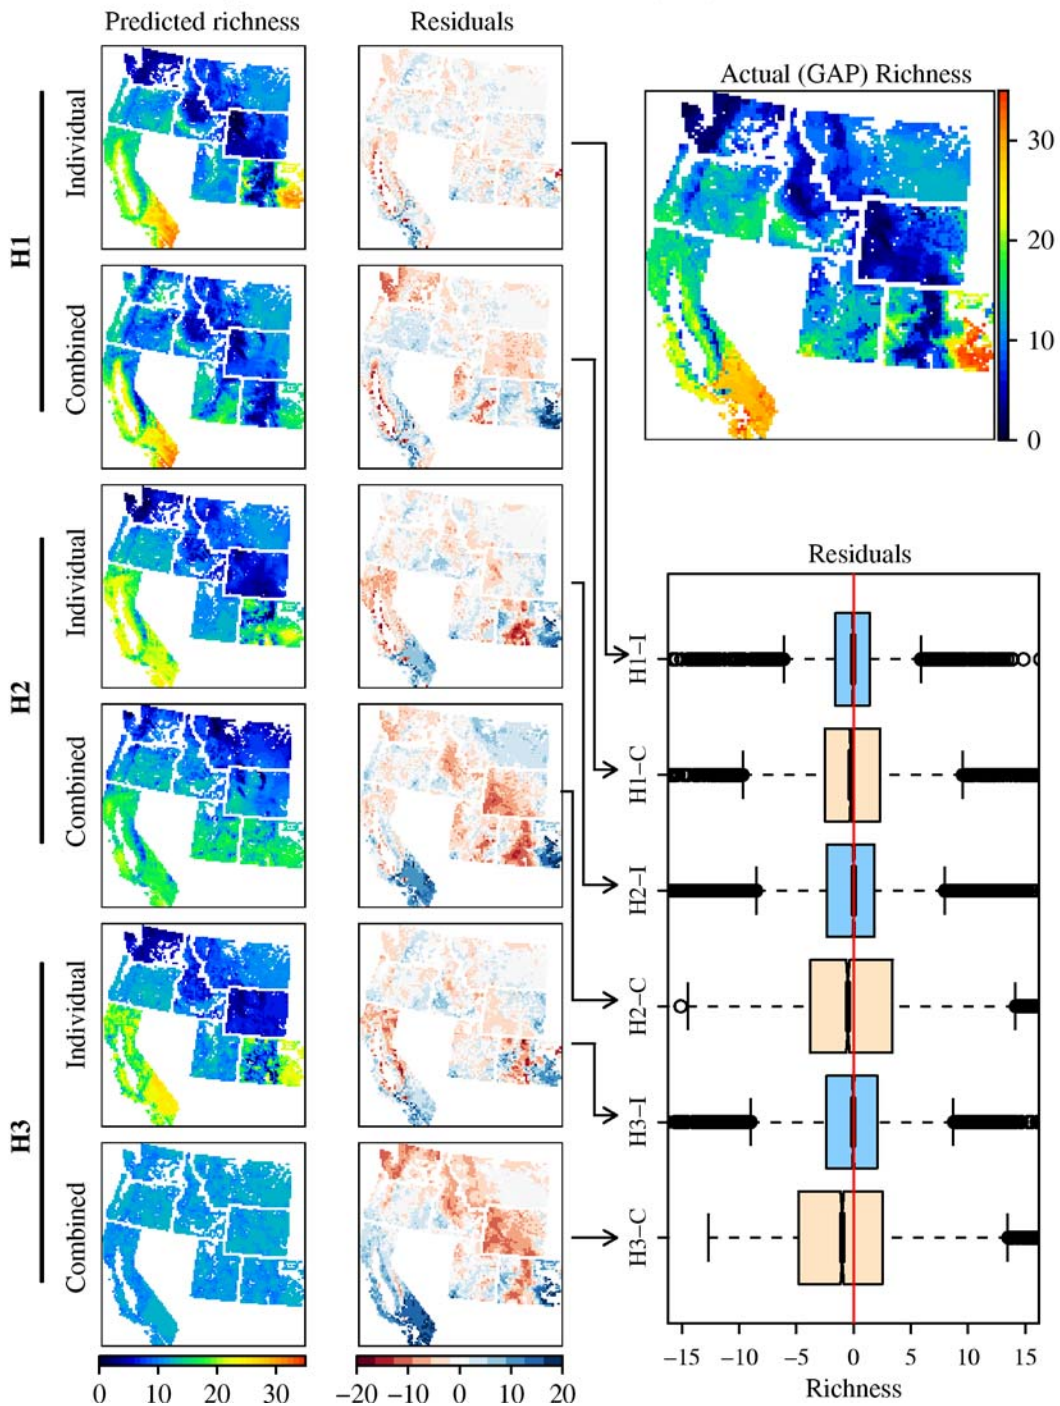 Predicted richness
Residuals
Actual (GAP) Richness
H1
Individual
Combined
H2
Individual
Combined
H3
Individual
Combined
30
20
10
0
Residuals
H1−I
H1−C
H2−I
H2−C
H3−I
H3−C
−15 −10 −5 0 5 10 15
Richness
0 10 20 30
−20 −10 0 10 20